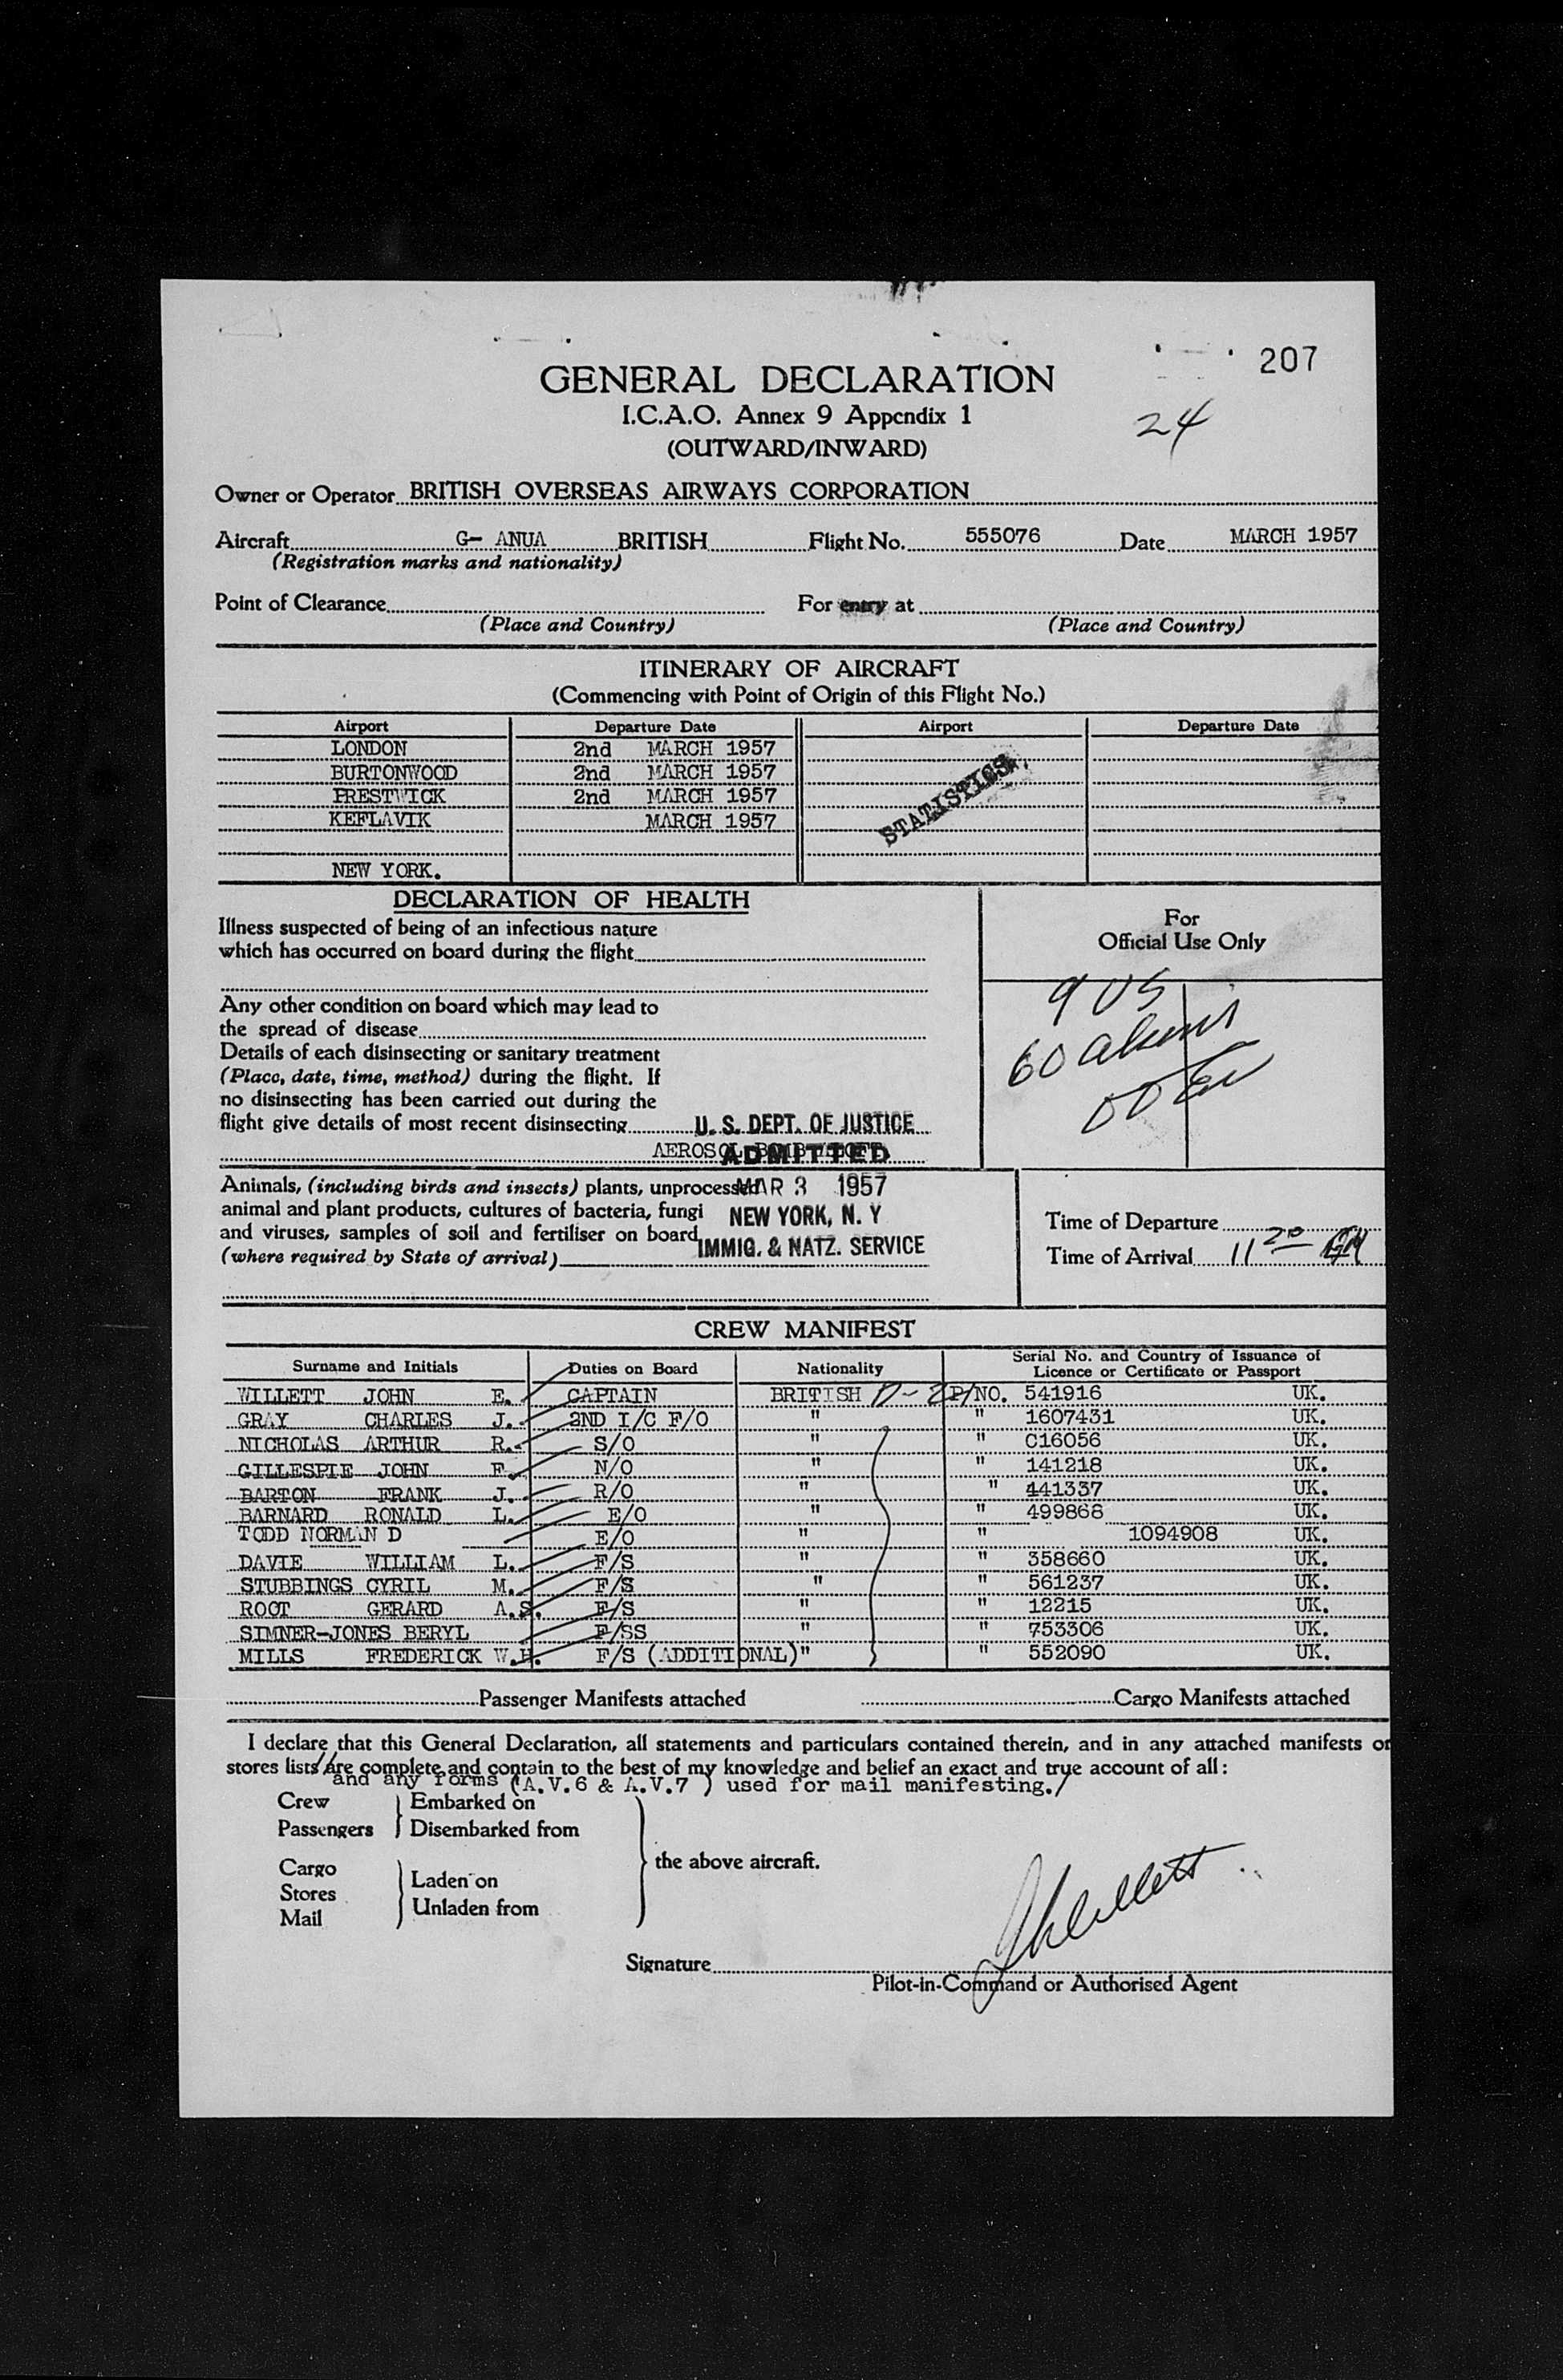 207
GENERAL DECLARATION
24
I.C.A.O. Annex 9 Appendix 1
(OUTWARD/INWARD)
Owner or Operator BRITISH OVERSEAS AIRWAYS CORPORATION
Aircraft G- ANUA BRITISH Flight No. 555076 Date MARCH 1957
(Registration marks and nationality)
Point of Clearance For entry at
(Place and Country) (Place and Country)
ITINERARY OF AIRCRAFT
(Commencing with Point of Origin of this Flight No.)
Airport Departure Date Airport Departure Date
LONDON 2nd MARCH 1957
BURTONWOOD 2nd MARCH 1957
PRESTWICK 2nd MARCH 1957
KEFLAVIK MARCH 1957
STATISTICS
NEW YORK.
DECLARATION OF HEALTH
For
Official Use Only
Illness suspected of being of an infectious nature
which has occurred on board during the flight
9 US
Any other condition on board which may lead to
the spread of disease
60 aliens
Details of each disinsecting or sanitary treatment
(Place, date, time, method) during the flight. If
no disinsecting has been carried out during the
flight give details of most recent disinsecting
AEROSOL BOMB
U. S. DEPT. OF JUSTICE
ADMITTED
MAR 3 1957
NEW YORK, N. Y
IMMIG. & NATZ. SERVICE
Animals, (including birds and insects) plants, unprocessed
animal and plant products, cultures of bacteria, fungi
and viruses, samples of soil and fertiliser on board
(where required by State of arrival)
Time of Departure
Time of Arrival 11 20
CREW MANIFEST
Surname and Initials Duties on Board Nationality Serial No. and Country of Issuance of Licence or Certificate or Passport
WILLETT JOHN E. CAPTAIN BRITISH D-2 P/NO. 541916 UK.
GRAY CHARLES J. 2ND I/C F/O " " 1607431 UK.
NICHOLAS ARTHUR R. S/O " " C16056 UK.
GILLESPIE JOHN F. N/O " " 141218 UK.
BARTON FRANK J. R/O " " 441337 UK.
BARNARD RONALD L. E/O " " 499868 UK.
TODD NORMAN D E/O " " 1094908 UK.
DAVIE WILLIAM L. F/S " " 358660 UK.
STUBBINGS CYRIL M. F/S " " 561237 UK.
ROOT GERARD A.S. F/S " " 12215 UK.
SIMNER-JONES BERYL F/SS " " 753306 UK.
MILLS FREDERICK W.H. F/S (ADDITIONAL) " " 552090 UK.
Passenger Manifests attached Cargo Manifests attached
I declare that this General Declaration, all statements and particulars contained therein, and in any attached manifests or
stores lists // are complete and contain to the best of my knowledge and belief an exact and true account of all:
and any forms (A.V.6 & A.V.7 ) used for mail manifesting./
Crew Embarked on
Passengers Disembarked from
the above aircraft.
Cargo
Stores Laden on
Mail Unladen from
JWillett
Signature
Pilot-in-Command or Authorised Agent